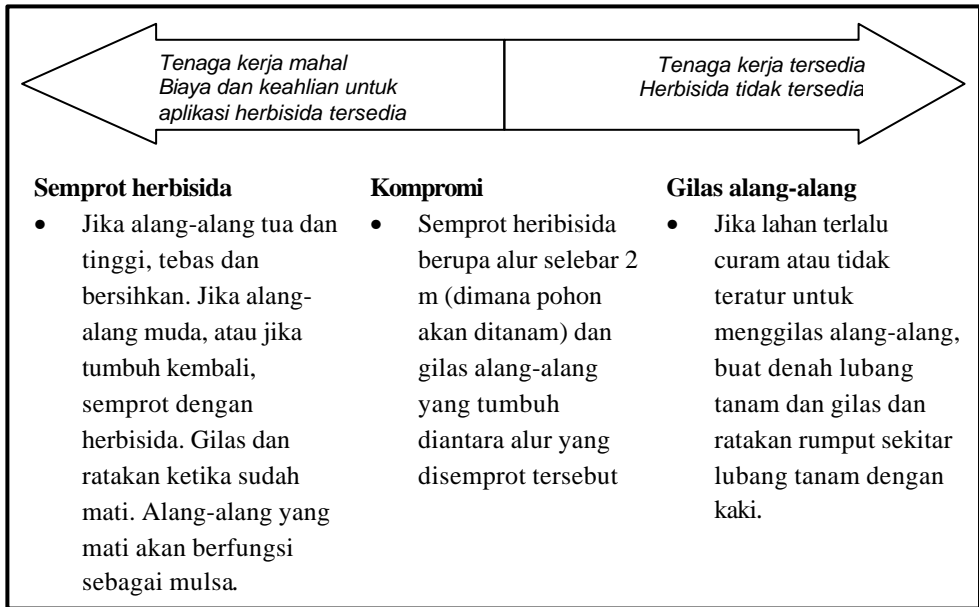 Tenaga kerja mahal
Biaya dan keahlian untuk
aplikasi herbisida tersedia
Tenaga kerja tersedia
Herbisida tidak tersedia
Semprot herbisida
• Jika alang-alang tua dan
tinggi, tebas dan
bersihkan. Jika alang-
alang muda, atau jika
tumbuh kembali,
semprot dengan
herbisida. Gilas dan
ratakan ketika sudah
mati. Alang-alang yang
mati akan berfungsi
sebagai mulsa.
Kompromi
• Semprot heribisida
berupa alur selebar 2
m (dimana pohon
akan ditanam) dan
gilas alang-alang
yang tumbuh
diantara alur yang
disemprot tersebut
Gilas alang-alang
• Jika lahan terlalu
curam atau tidak
teratur untuk
menggilas alang-alang,
buat denah lubang
tanam dan gilas dan
ratakan rumput sekitar
lubang tanam dengan
kaki.